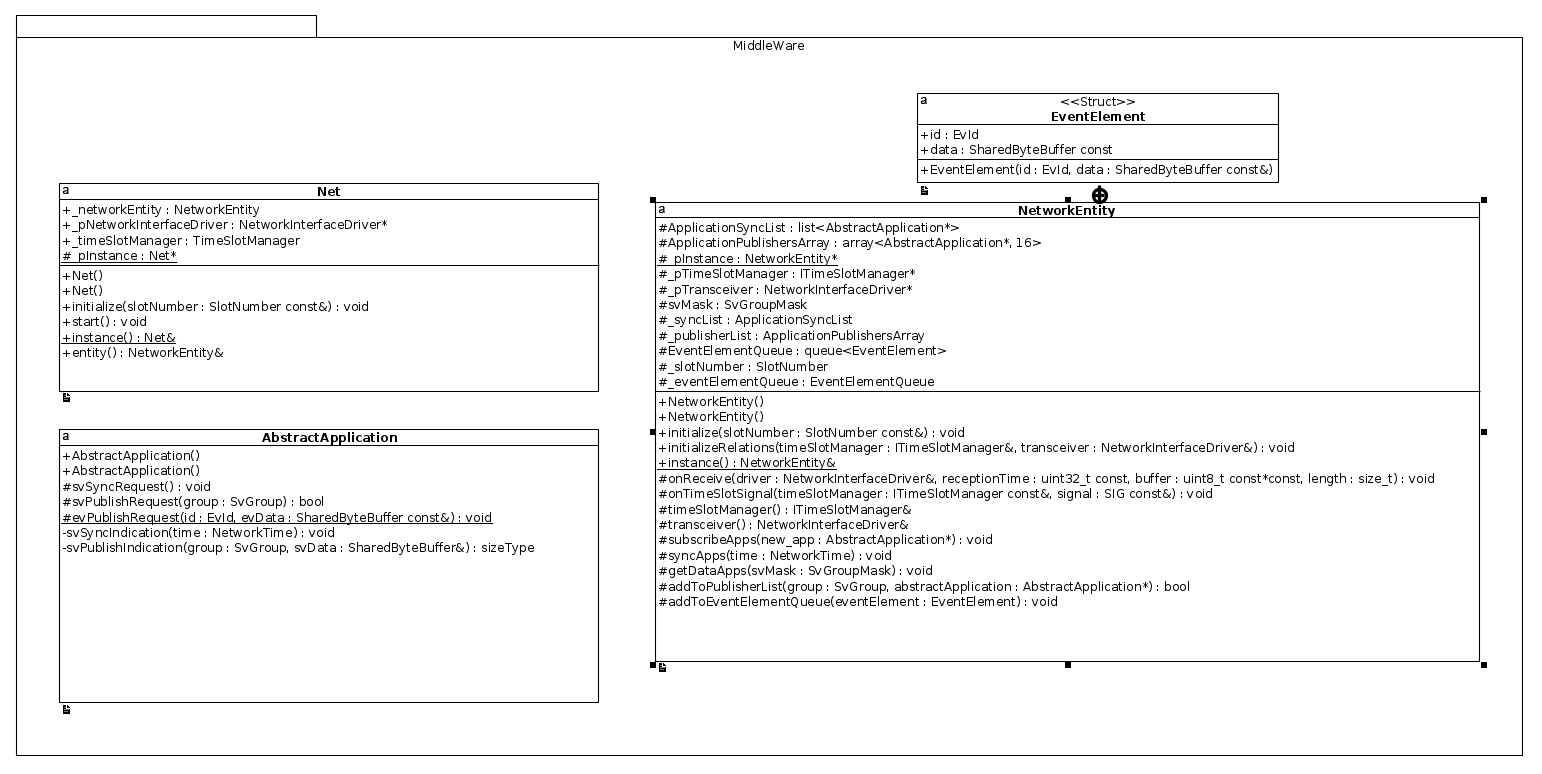 MiddleWare
a
<<Struct>>
EventElement
+id : EvId
+data : SharedByteBuffer const
+EventElement(id : EvId, data : SharedByteBuffer const&)
a
Net
+_networkEntity : NetworkEntity
+_pNetworkInterfaceDriver : NetworkInterfaceDriver*
+_timeSlotManager : TimeSlotManager
#_pInstance : Net*
+Net()
+Net()
+initialize(slotNumber : SlotNumber const&) : void
+start() : void
+instance() : Net&
+entity() : NetworkEntity&
a
AbstractApplication
+AbstractApplication()
+AbstractApplication()
#svSyncRequest() : void
#svPublishRequest(group : SvGroup) : bool
#evPublishRequest(id : EvId, evData : SharedByteBuffer const&) : void
-svSyncIndication(time : NetworkTime) : void
-svPublishIndication(group : SvGroup, svData : SharedByteBuffer&) : sizeType
a
NetworkEntity
#ApplicationSyncList : list<AbstractApplication*>
#ApplicationPublishersArray : array<AbstractApplication*, 16>
#_pInstance : NetworkEntity*
#_pTimeSlotManager : ITimeSlotManager*
#_pTransceiver : NetworkInterfaceDriver*
#svMask : SvGroupMask
#_syncList : ApplicationSyncList
#_publisherList : ApplicationPublishersArray
#EventElementQueue : queue<EventElement>
#_slotNumber : SlotNumber
#_eventElementQueue : EventElementQueue
+NetworkEntity()
+NetworkEntity()
+initialize(slotNumber : SlotNumber const&) : void
+initializeRelations(timeSlotManager : ITimeSlotManager&, transceiver : NetworkInterfaceDriver&) : void
+instance() : NetworkEntity&
#onReceive(driver : NetworkInterfaceDriver&, receptionTime : uint32_t const, buffer : uint8_t const*const, length : size_t) : void
#onTimeSlotSignal(timeSlotManager : ITimeSlotManager const&, signal : SIG const&) : void
#timeSlotManager() : ITimeSlotManager&
#transceiver() : NetworkInterfaceDriver&
#subscribeApps(new_app : AbstractApplication*) : void
#syncApps(time : NetworkTime) : void
#getDataApps(svMask : SvGroupMask) : void
#addToPublisherList(group : SvGroup, abstractApplication : AbstractApplication*) : bool
#addToEventElementQueue(eventElement : EventElement) : void